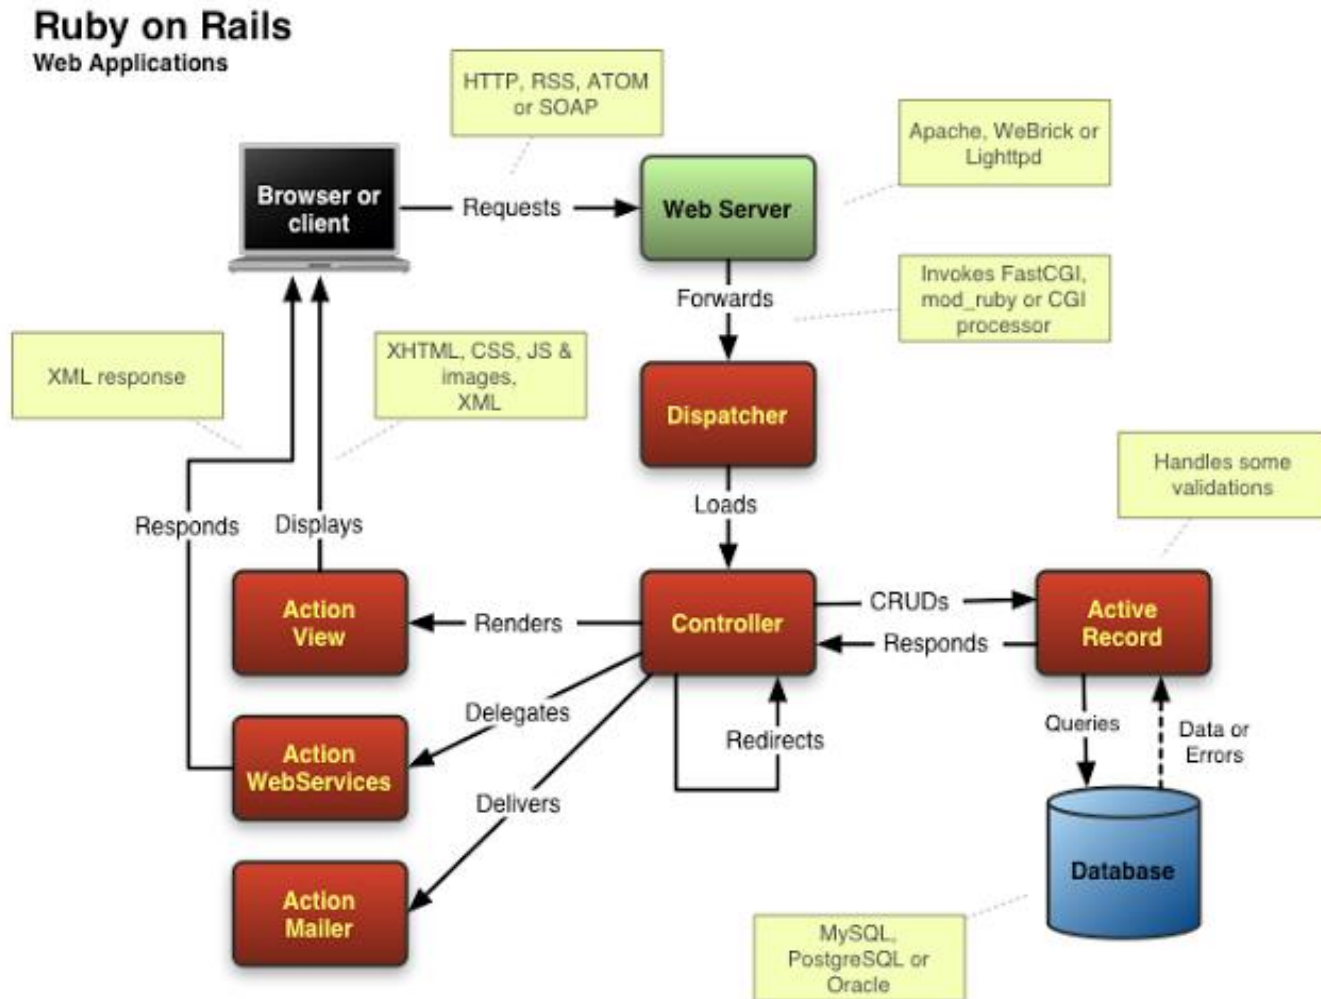 Ruby on Rails
Web Applications
HTTP, RSS, ATOM
or SOAP
Apache, WeBrick or
Lighttpd
Browser or
client
Requests
Web Server
Forwards
Invokes FastCGI,
mod_ruby or CGI
processor
XML response
XHTML, CSS, JS &
images,
XML
Dispatcher
Handles some
validations
Loads
Responds
Displays
Action
View
Renders
Controller
CRUDs
Responds
Active
Record
Delegates
Redirects
Queries
Data or
Errors
Action
WebServices
Delivers
Database
Action
Mailer
MySQL,
PostgreSQL or
Oracle